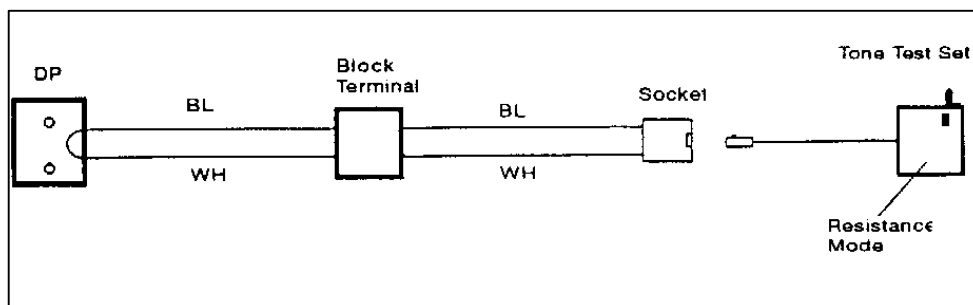 DP
Block
Terminal
Tone Test Set
BL
BL
Socket
WH
WH
Resistance
Mode